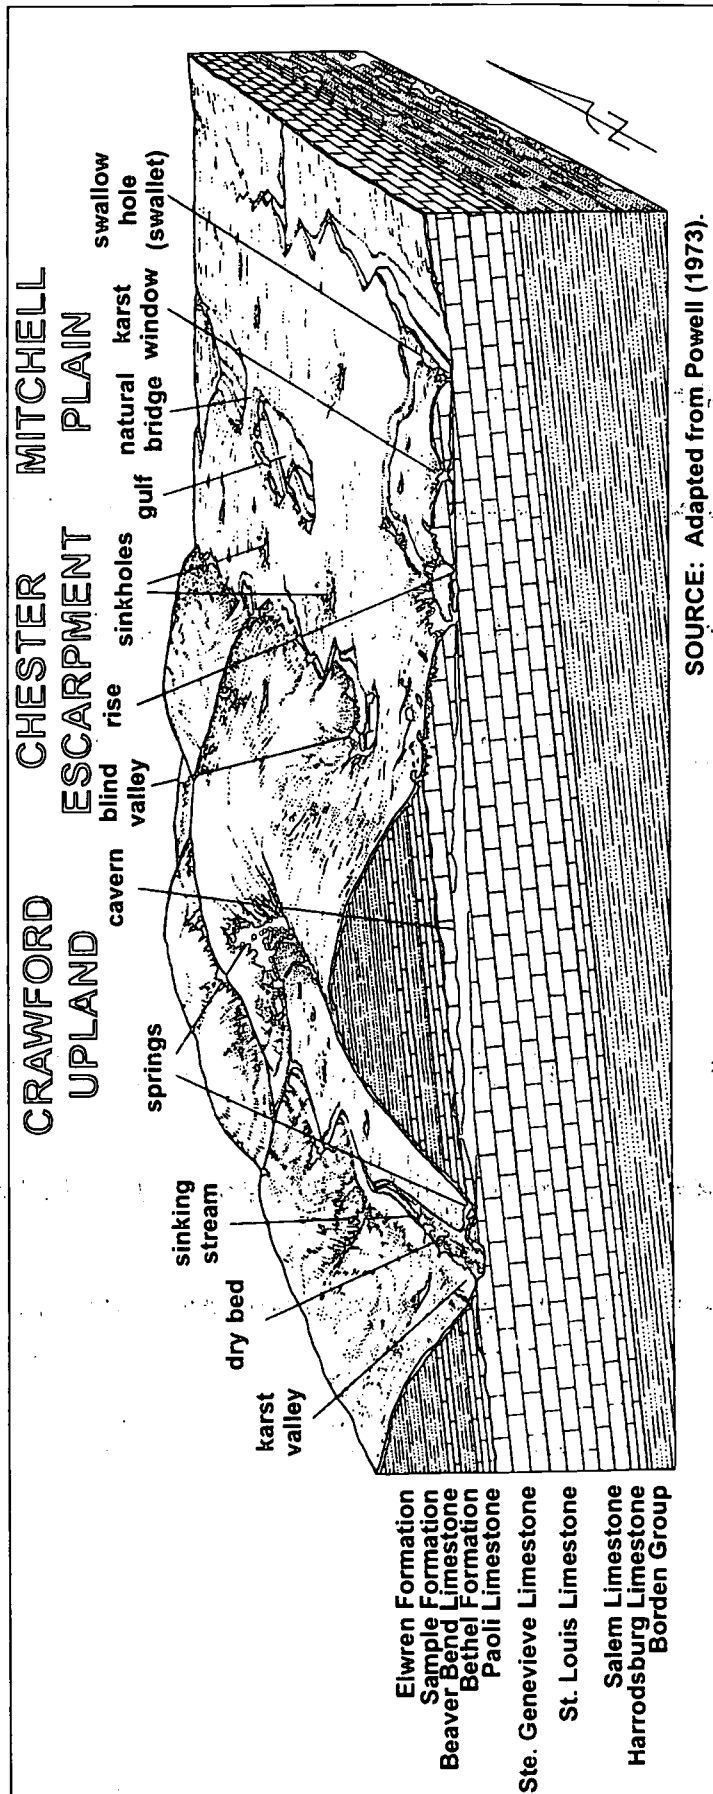 CRAWFORD
UPLAND
CHESTER
ESCARPMENT
MITCHELL
PLAIN
karst
valley
dry bed
sinking
stream
springs
cavern
blind
valley
rise
sinkholes
gulf
natural
bridge
karst
window
swallow
hole
(swallet)
Elwren Formation
Sample Formation
Beaver Bend Limestone
Bethel Formation
Paoli Limestone
Ste. Genevieve Limestone
St. Louis Limestone
Salem Limestone
Harrodsburg Limestone
Borden Group
N
SOURCE: Adapted from Powell (1973).